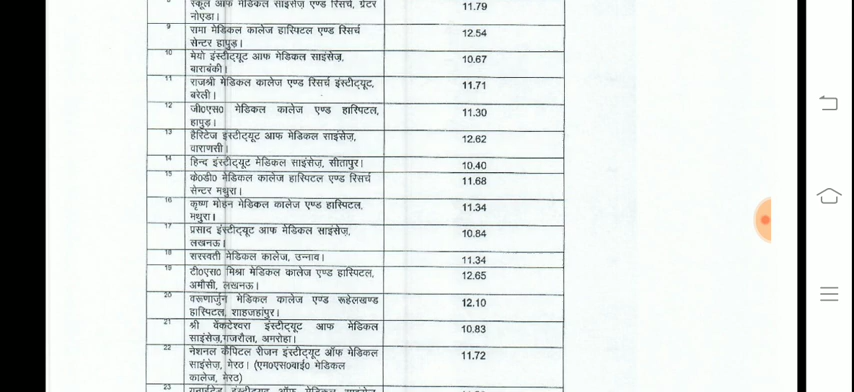 स्कूल ऑफ मेडिकल साइंसेज़ एण्ड रिसर्च, ग्रेटर 11.79
नोएडा।
9 रामा मेडिकल कालेज हास्पिटल एण्ड रिसर्च 12.54
सेन्टर हापुड़।
10 मेयो इंस्टीट्यूट आफ मेडिकल साइंसेज, 10.67
बाराबंकी।
11 राजश्री मेडिकल कालेज एण्ड रिसर्च इंस्टीट्यूट, 11.71
बरेली।
12 जी0एस0 मेडिकल कालेज एण्ड हास्पिटल, 11.30
हापुड़।
13 हैरिटेज इंस्टीट्यूट आफ मेडिकल साइंसेज़, 12.62
वाराणसी।
14 हिन्द इंस्टीट्यूट मेडिकल साइंसेज़, सीतापुर। 10.40
15 के0डी0 मेडिकल कालेज हास्पिटल एण्ड रिसर्च 11.68
सेन्टर मथुरा।
16 कृष्ण मोहन मेडिकल कालेज एण्ड हास्पिटल, 11.34
मथुरा।
17 प्रसाद इंस्टीट्यूट आफ मेडिकल साइंसेज, 10.84
लखनऊ।
18 सरस्वती मेडिकल कालेज, उन्नाव। 11.34
19 टी0एस0 मिश्रा मेडिकल कालेज एण्ड हास्पिटल, 12.65
अमौसी, लखनऊ।
20 वरूणार्जुन मेडिकल कालेज एण्ड रूहेलखण्ड 12.10
हास्पिटल, शाहजहांपुर।
21 श्री वेंकटेश्वरा इंस्टीट्यूट आफ मेडिकल 10.83
साइंसेज,गजरौला, अमरोहा।
22 नेशनल कैपिटल रीजन इंस्टीट्यूट ऑफ मेडिकल 11.72
साइंसेज, मेरठ। (एम0एस0वाई0 मेडिकल
कालेज, मेरठ)
23